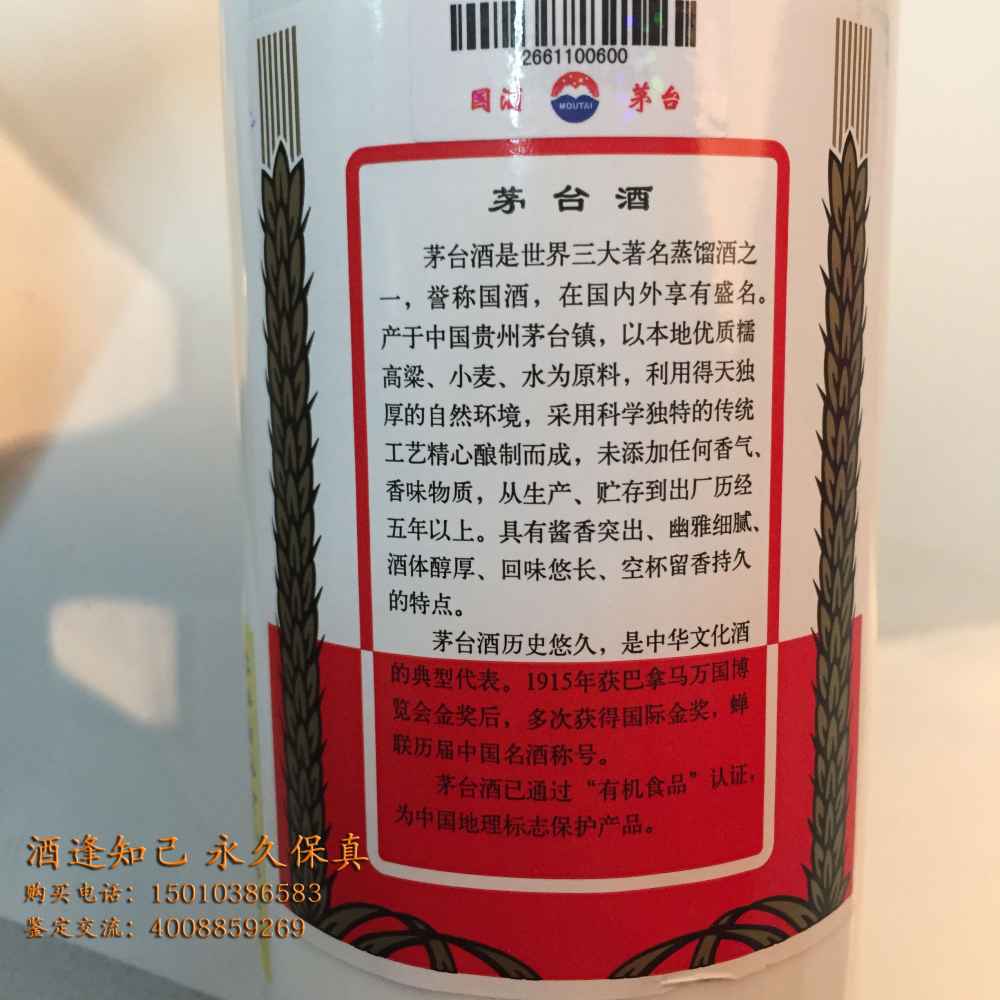 2661100600
国酒 MOUTAI 茅台
茅台酒
茅台酒是世界三大著名蒸馏酒之
一，誉称国酒，在国内外享有盛名。
产于中国贵州茅台镇，以本地优质糯
高粱、小麦、水为原料，利用得天独
厚的自然环境，采用科学独特的传统
工艺精心酿制而成，未添加任何香气、
香味物质，从生产、贮存到出厂历经
五年以上。具有酱香突出、幽雅细腻、
酒体醇厚、回味悠长、空杯留香持久
的特点。
茅台酒历史悠久，是中华文化酒
的典型代表。1915年获巴拿马万国博
览会金奖后，多次获得国际金奖，蝉
联历届中国名酒称号。
茅台酒已通过“有机食品”认证，
为中国地理标志保护产品。
酒逢知己 永久保真
购买电话：15010386583
鉴定交流：4008859269